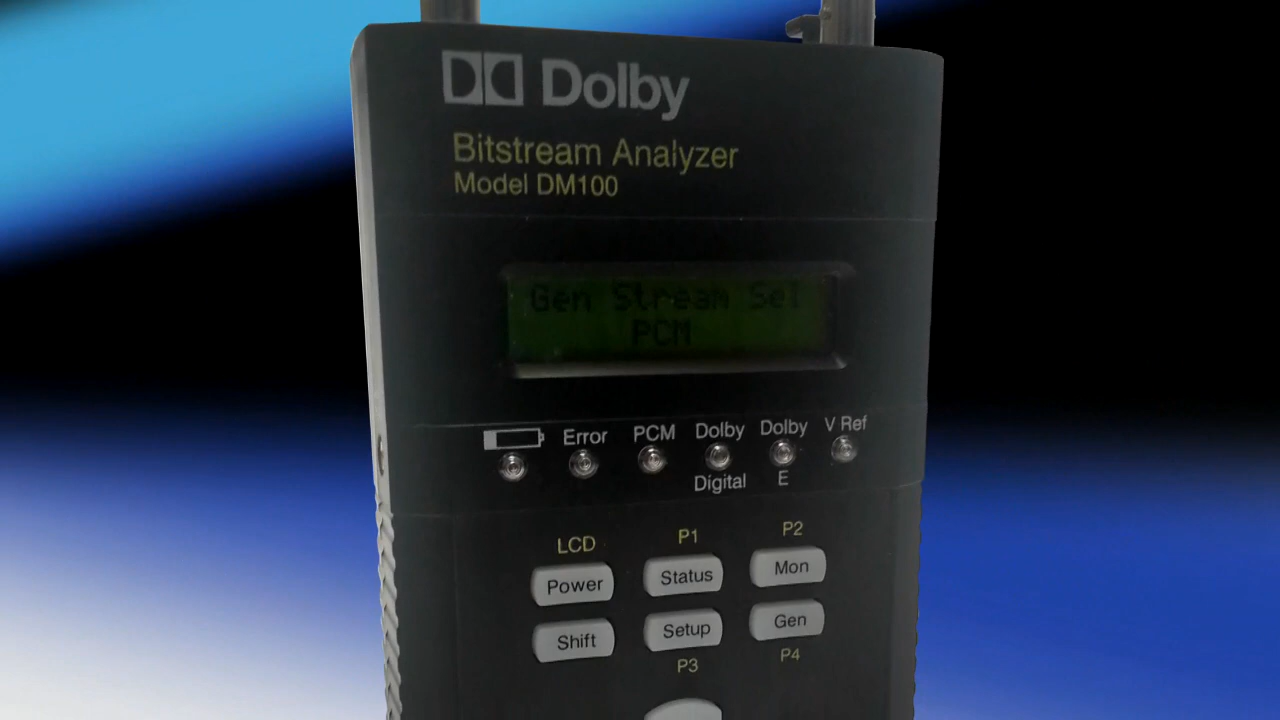 Dolby
Bitstream Analyzer
Model DM100
Gen Stream Sel
PCM
Error PCM Dolby Dolby V Ref
Digital E
LCD P1 P2
Power Status Mon
Shift Setup Gen
P3 P4